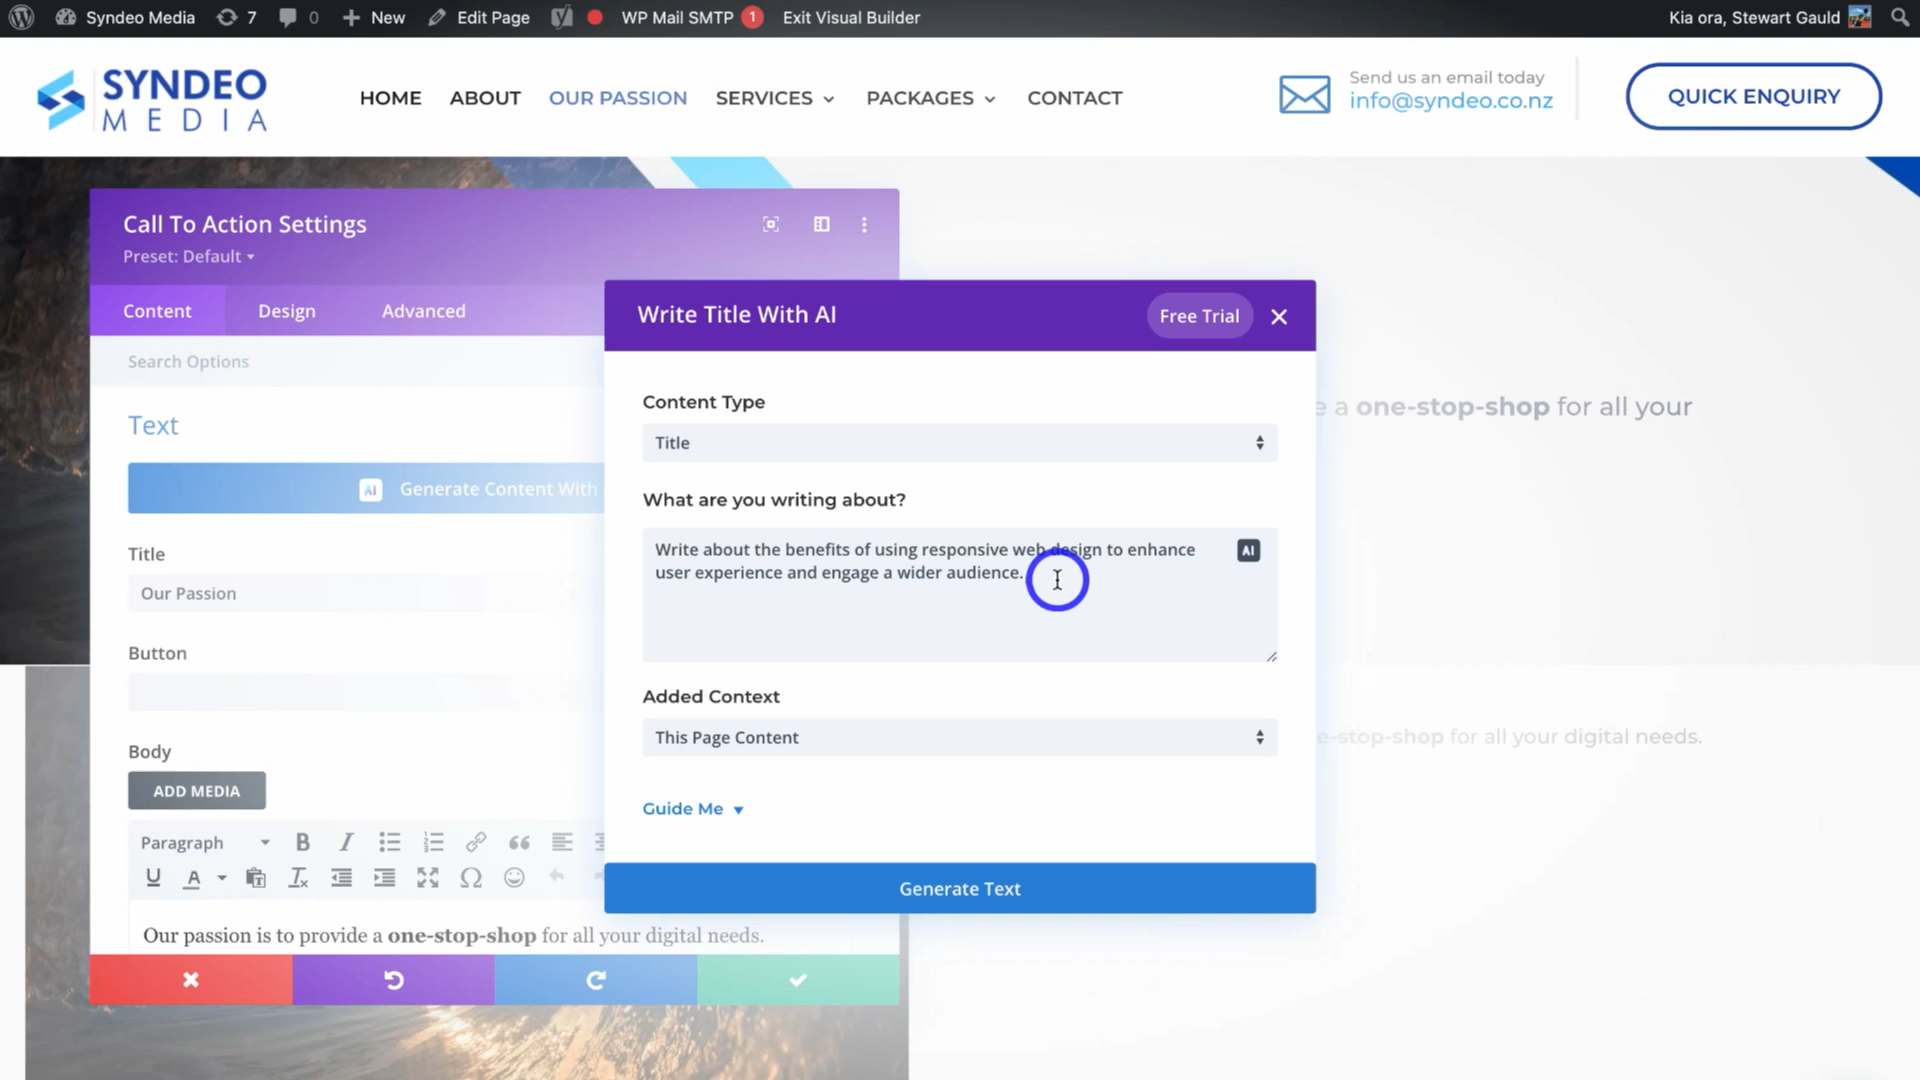 Syndeo Media 7 0 New Edit Page WP Mail SMTP 1 Exit Visual Builder Kia ora, Stewart Gauld
SYNDEO
MEDIA
HOME ABOUT OUR PASSION SERVICES PACKAGES CONTACT
Send us an email today
info@syndeo.co.nz
QUICK ENQUIRY
Call To Action Settings
Preset: Default
Content Design Advanced
Search Options
Text
AI Generate Content With
Title
Our Passion
Button
Body
ADD MEDIA
Paragraph
Our passion is to provide a one-stop-shop for all your digital needs.
Write Title With AI
Free Trial
Content Type
Title
What are you writing about?
Write about the benefits of using responsive web design to enhance
user experience and engage a wider audience.
AI
Added Context
This Page Content
Guide Me
Generate Text
e a one-stop-shop for all your
e-stop-shop for all your digital needs.